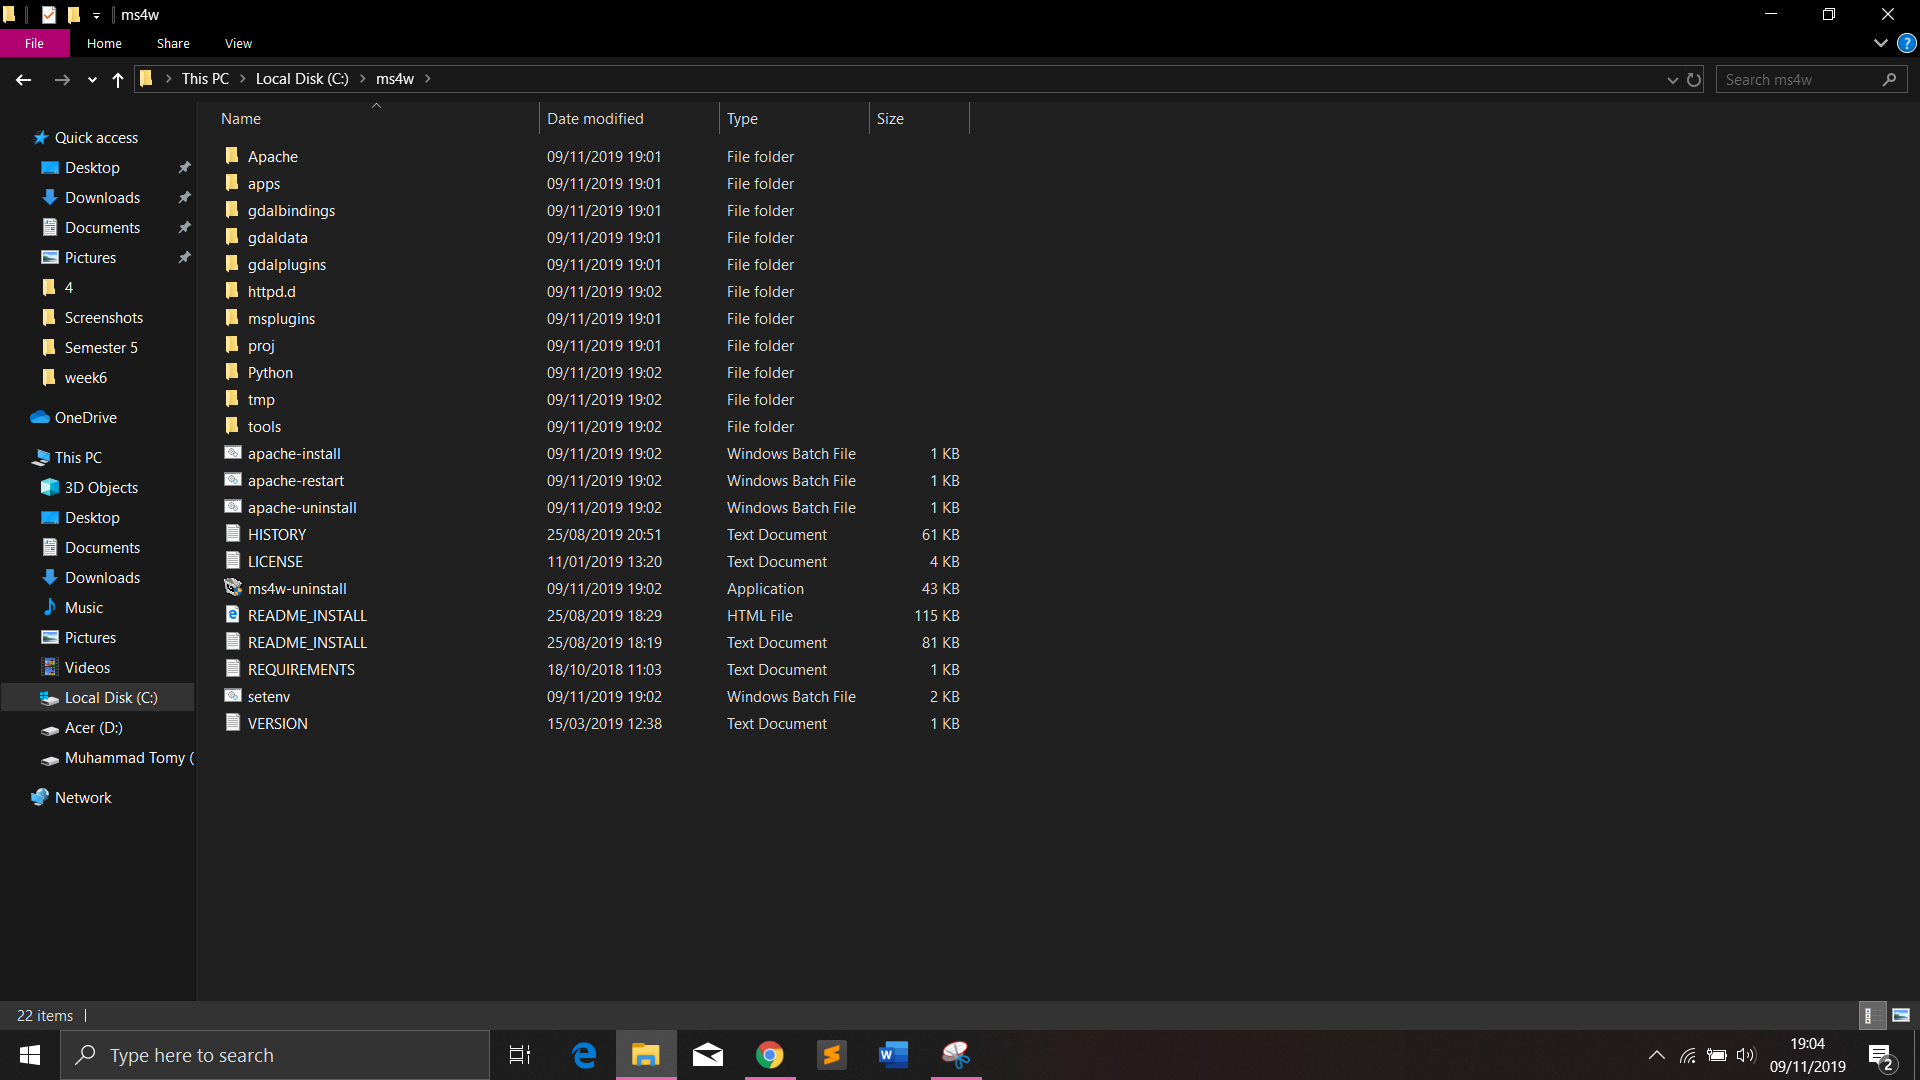 ms4w
File Home Share View
This PC Local Disk (C:) ms4w
Search ms4w
Name Date modified Type Size
Quick access
Desktop
Downloads
Documents
Pictures
4
Screenshots
Semester 5
week6
OneDrive
This PC
3D Objects
Desktop
Documents
Downloads
Music
Pictures
Videos
Local Disk (C:)
Acer (D:)
Muhammad Tomy (
Network
Apache 09/11/2019 19:01 File folder
apps 09/11/2019 19:01 File folder
gdalbindings 09/11/2019 19:01 File folder
gdaldata 09/11/2019 19:01 File folder
gdalplugins 09/11/2019 19:01 File folder
httpd.d 09/11/2019 19:02 File folder
msplugins 09/11/2019 19:01 File folder
proj 09/11/2019 19:01 File folder
Python 09/11/2019 19:02 File folder
tmp 09/11/2019 19:02 File folder
tools 09/11/2019 19:02 File folder
apache-install 09/11/2019 19:02 Windows Batch File 1 KB
apache-restart 09/11/2019 19:02 Windows Batch File 1 KB
apache-uninstall 09/11/2019 19:02 Windows Batch File 1 KB
HISTORY 25/08/2019 20:51 Text Document 61 KB
LICENSE 11/01/2019 13:20 Text Document 4 KB
ms4w-uninstall 09/11/2019 19:02 Application 43 KB
README_INSTALL 25/08/2019 18:29 HTML File 115 KB
README_INSTALL 25/08/2019 18:19 Text Document 81 KB
REQUIREMENTS 18/10/2018 11:03 Text Document 1 KB
setenv 09/11/2019 19:02 Windows Batch File 2 KB
VERSION 15/03/2019 12:38 Text Document 1 KB
22 items
Type here to search
19:04
09/11/2019
2